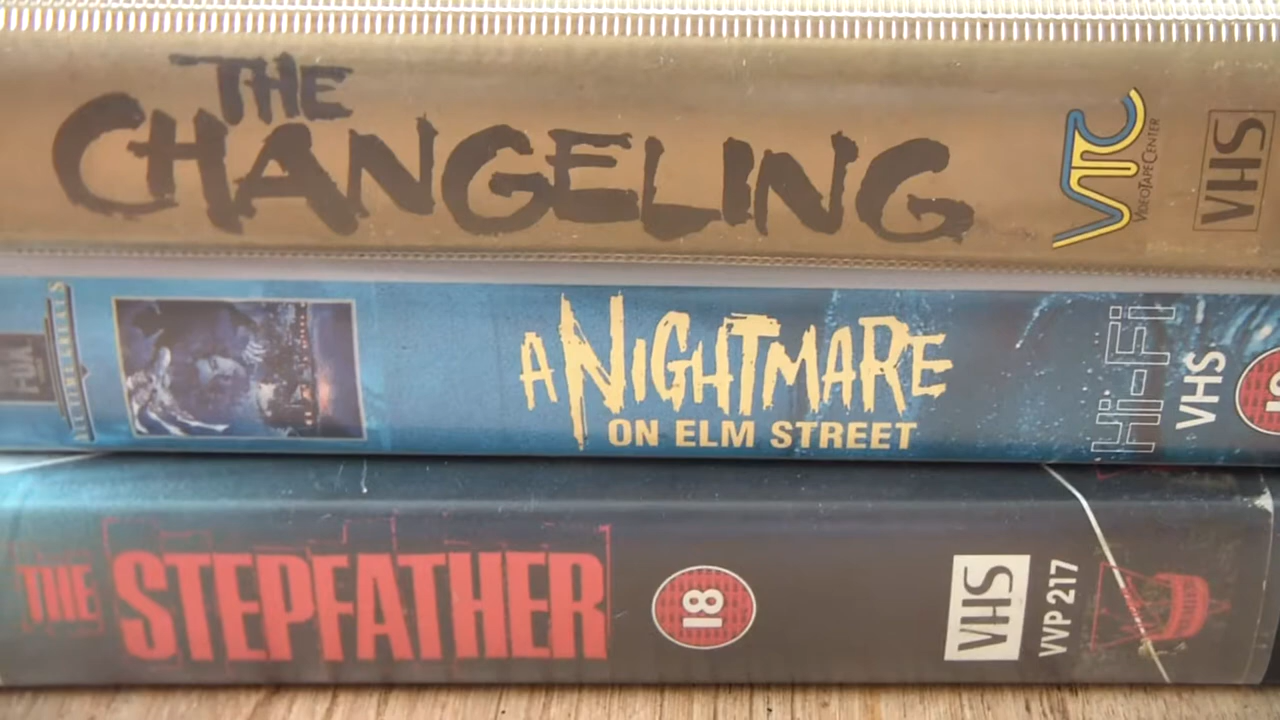 THE
CHANGELING
VTC
VIDEOTAPECENTER
VHS
A NIGHTMARE
ON ELM STREET
Hi-Fi
VHS
THE STEPFATHER
18
VHS
VVP 217